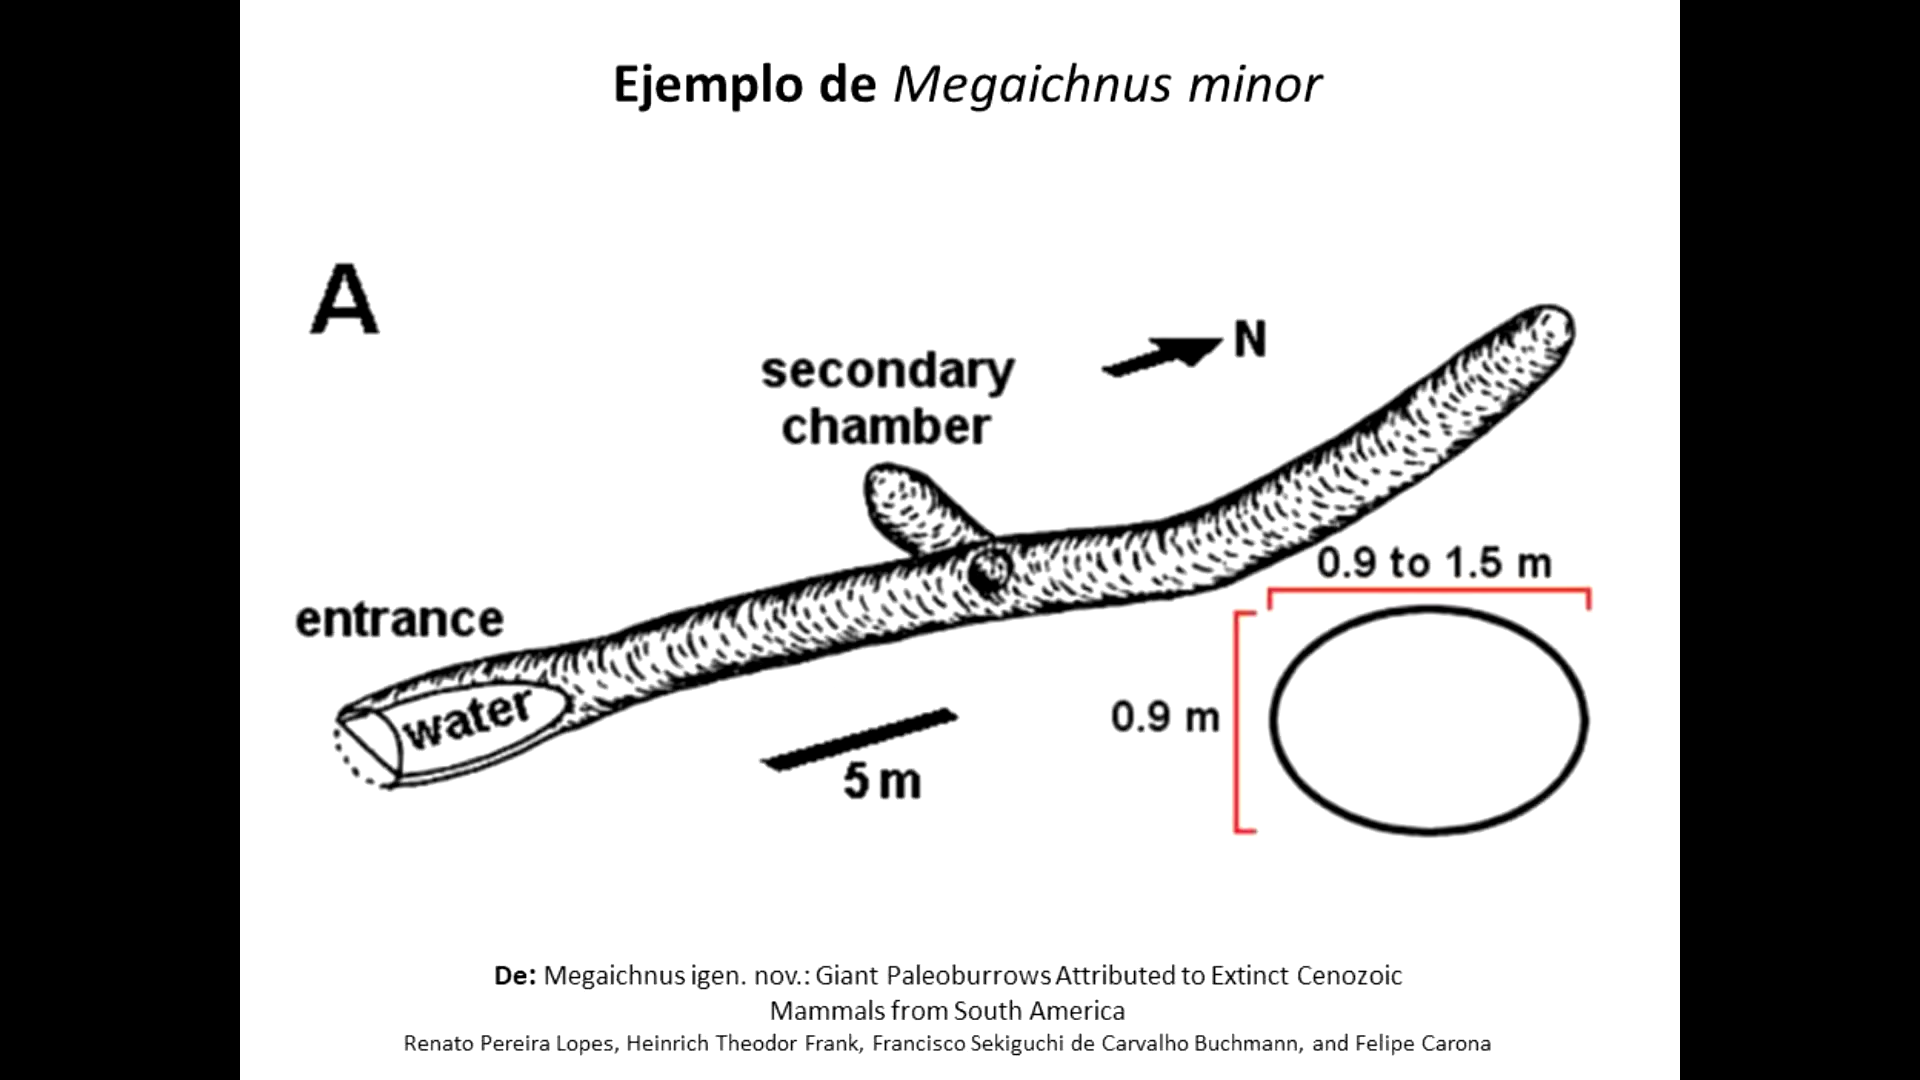 Ejemplo de Megaichnus minor
A
N
secondary
chamber
0.9 to 1.5 m
entrance
water
0.9 m
5 m
De: Megaichnus igen. nov.: Giant Paleoburrows Attributed to Extinct Cenozoic
Mammals from South America
Renato Pereira Lopes, Heinrich Theodor Frank, Francisco Sekiguchi de Carvalho Buchmann, and Felipe Carona